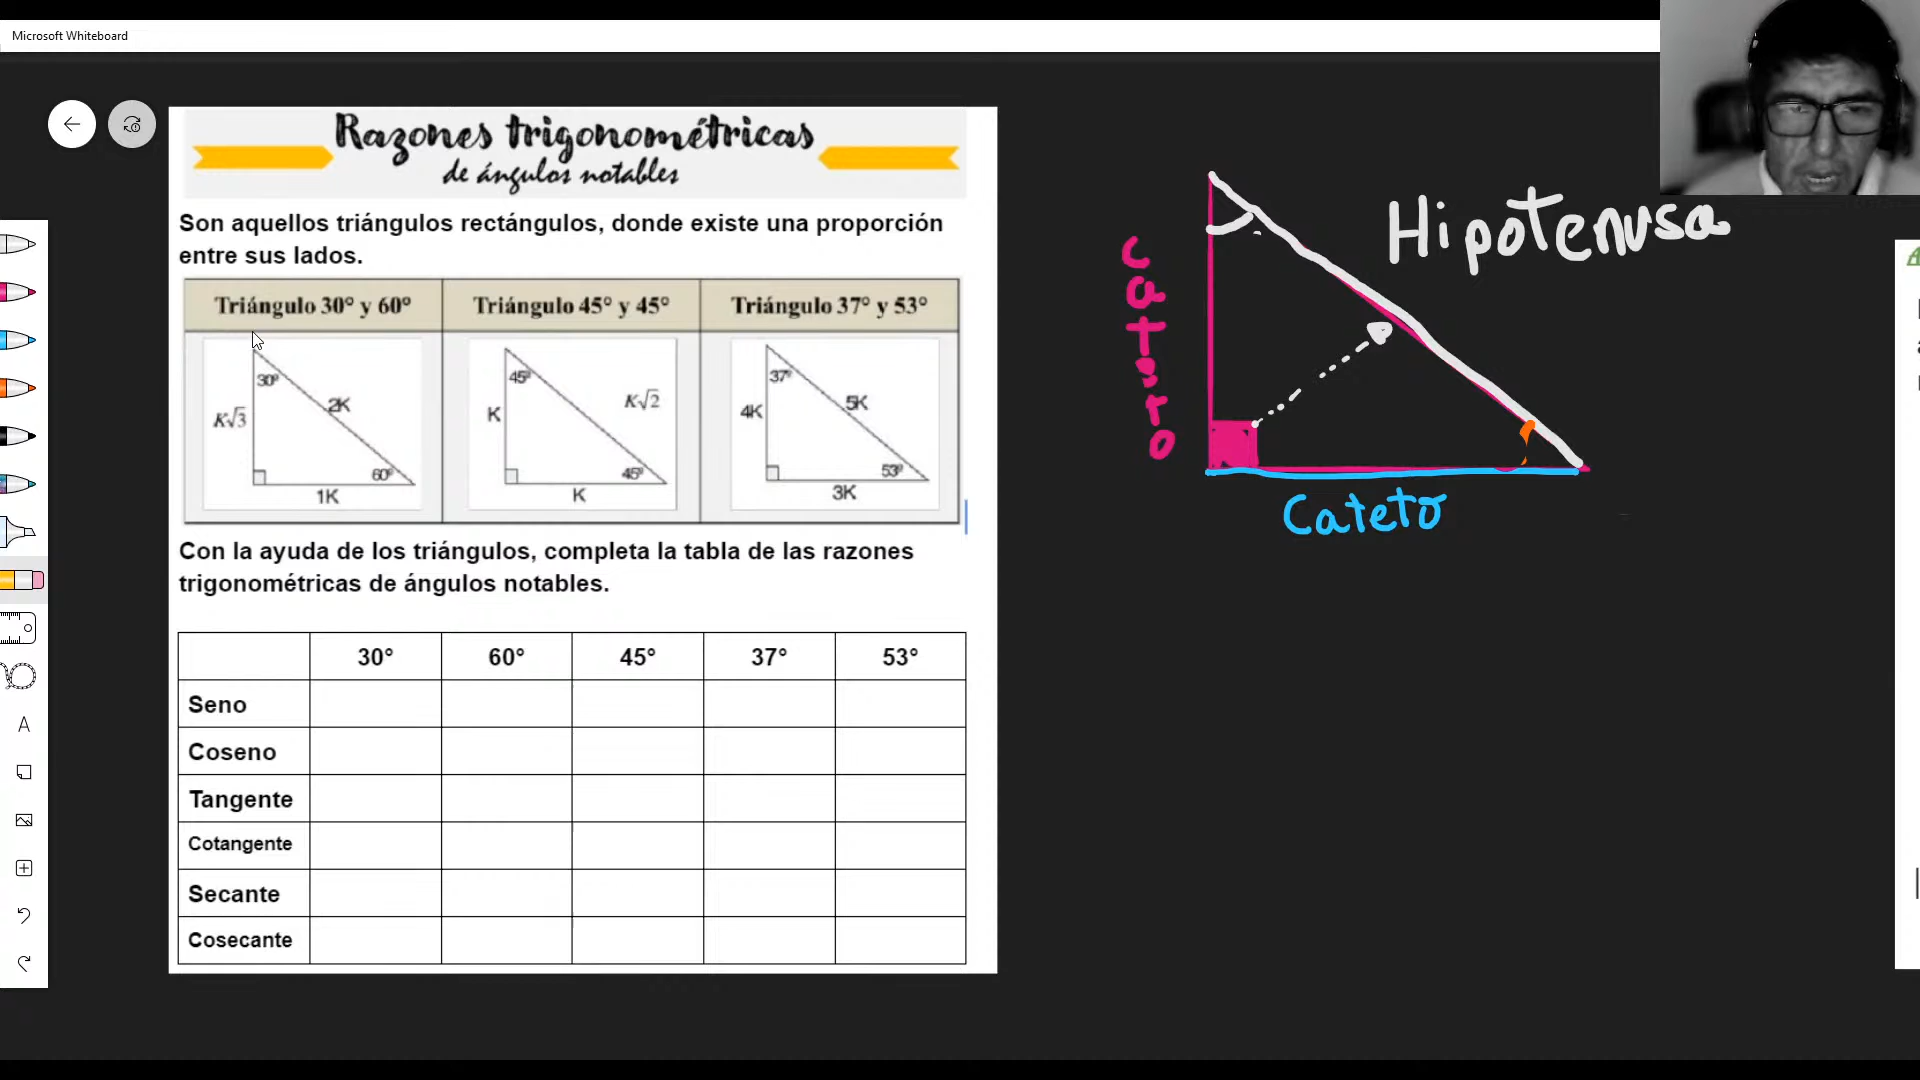 Microsoft Whiteboard
Razones trigonométricas
de ángulos notables
Son aquellos triángulos rectángulos, donde existe una proporción
entre sus lados.
Triángulo 30° y 60° Triángulo 45° y 45° Triángulo 37° y 53°
30° 2K K√3 60° 1K
45° K√2 K 45° K
37° 5K 4K 53° 3K
Con la ayuda de los triángulos, completa la tabla de las razones
trigonométricas de ángulos notables.
30° 60° 45° 37° 53°
Seno
Coseno
Tangente
Cotangente
Secante
Cosecante
Hipotenusa
Cateto
Cateto
A